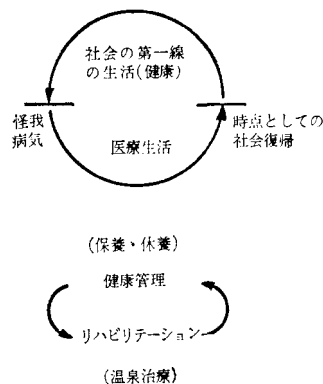 社会の第一線
の生活(健康)
怪我
病気
時点としての
社会復帰
医療生活
(保養・休養)
健康管理
リハビリテーション
(温泉治療)